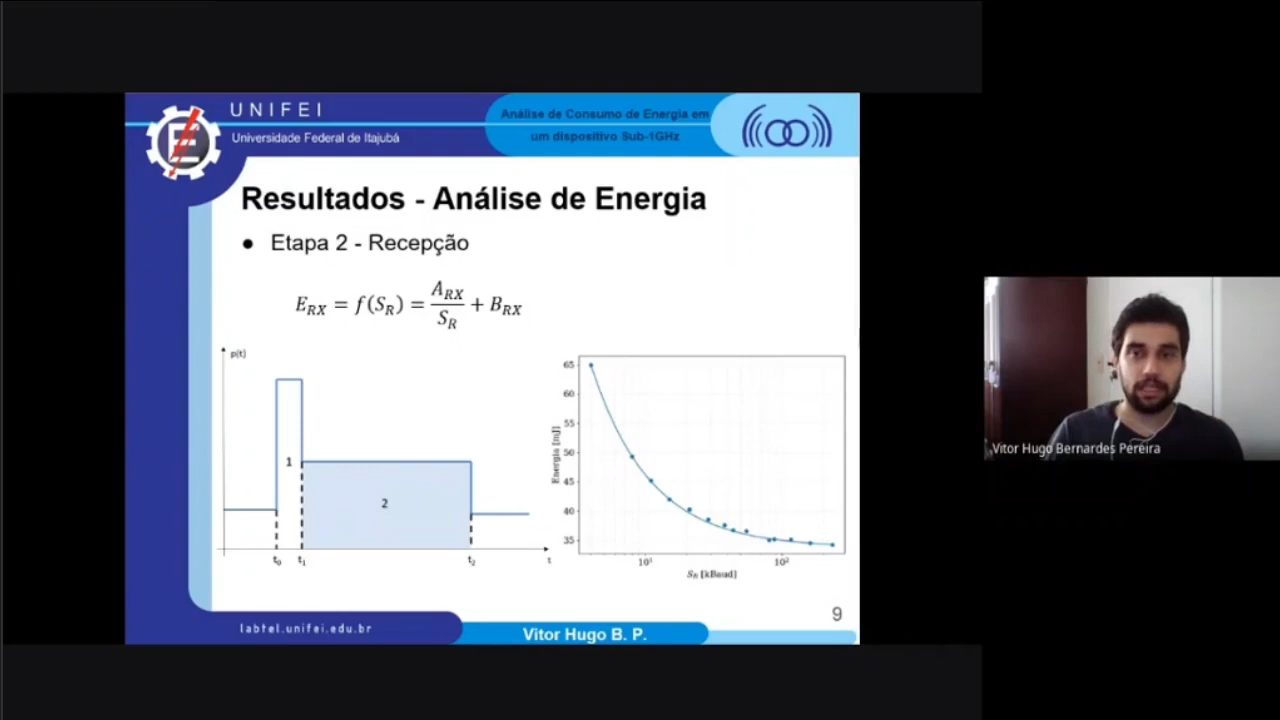 UNIFEI
Universidade Federal de Itajubá
Análise de Consumo de Energia em
um dispositivo Sub-1GHz
Resultados - Análise de Energia
● Etapa 2 - Recepção
E_RX = f(S_R) = A_RX / S_R + B_RX
p(t)
1
2
t₀ t₁ t₂ t
Energia [mJ]
65
60
55
50
45
40
35
10¹ 10²
S_R [kBaud]
Vitor Hugo Bernardes Pereira
9
labtel.unifei.edu.br
Vitor Hugo B. P.